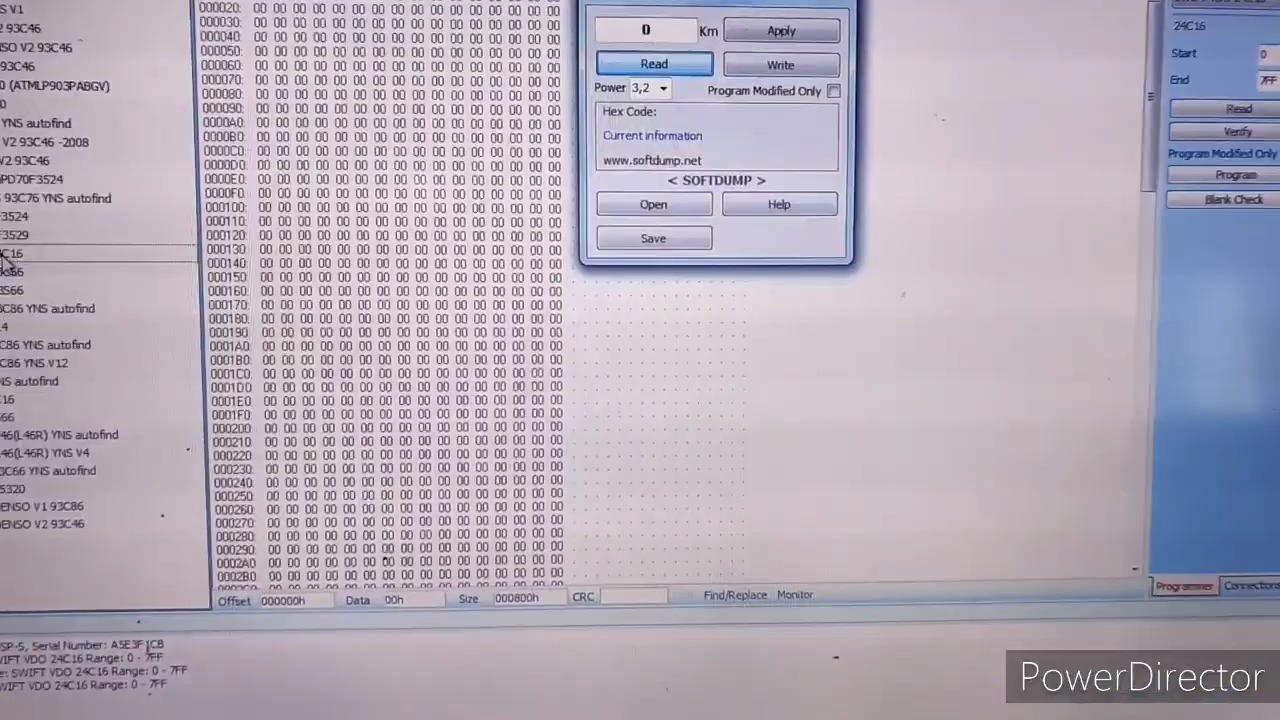 S V1
2 93C46
NSO V2 93C46
93C46
0 (ATMLP903PABGV)
0
YNS autofind
V2 93C46 -2008
V2 93C46
PD70F3524
93C76 YNS autofind
3524
F3529
C16
S66
C86 YNS autofind
4
C86 YNS autofind
C86 YNS V12
NS autofind
16
66
46(L46R) YNS autofind
46(L46R) YNS V4
3C66 YNS autofind
5320
ENSO V1 93C86
ENSO V2 93C46
000020: 00 00 00 00 00 00 00 00 00 00 00 00 00 00 00 00
000030: 00 00 00 00 00 00 00 00 00 00 00 00 00 00 00 00
000040: 00 00 00 00 00 00 00 00 00 00 00 00 00 00 00 00
000050: 00 00 00 00 00 00 00 00 00 00 00 00 00 00 00 00
000060: 00 00 00 00 00 00 00 00 00 00 00 00 00 00 00 00
000070: 00 00 00 00 00 00 00 00 00 00 00 00 00 00 00 00
000080: 00 00 00 00 00 00 00 00 00 00 00 00 00 00 00 00
000090: 00 00 00 00 00 00 00 00 00 00 00 00 00 00 00 00
0000A0: 00 00 00 00 00 00 00 00 00 00 00 00 00 00 00 00
0000B0: 00 00 00 00 00 00 00 00 00 00 00 00 00 00 00 00
0000C0: 00 00 00 00 00 00 00 00 00 00 00 00 00 00 00 00
0000D0: 00 00 00 00 00 00 00 00 00 00 00 00 00 00 00 00
0000E0: 00 00 00 00 00 00 00 00 00 00 00 00 00 00 00 00
0000F0: 00 00 00 00 00 00 00 00 00 00 00 00 00 00 00 00
000100: 00 00 00 00 00 00 00 00 00 00 00 00 00 00 00 00
000110: 00 00 00 00 00 00 00 00 00 00 00 00 00 00 00 00
000120: 00 00 00 00 00 00 00 00 00 00 00 00 00 00 00 00
000130: 00 00 00 00 00 00 00 00 00 00 00 00 00 00 00 00
000140: 00 00 00 00 00 00 00 00 00 00 00 00 00 00 00 00
000150: 00 00 00 00 00 00 00 00 00 00 00 00 00 00 00 00
000160: 00 00 00 00 00 00 00 00 00 00 00 00 00 00 00 00
000170: 00 00 00 00 00 00 00 00 00 00 00 00 00 00 00 00
000180: 00 00 00 00 00 00 00 00 00 00 00 00 00 00 00 00
000190: 00 00 00 00 00 00 00 00 00 00 00 00 00 00 00 00
0001A0: 00 00 00 00 00 00 00 00 00 00 00 00 00 00 00 00
0001B0: 00 00 00 00 00 00 00 00 00 00 00 00 00 00 00 00
0001C0: 00 00 00 00 00 00 00 00 00 00 00 00 00 00 00 00
0001D0: 00 00 00 00 00 00 00 00 00 00 00 00 00 00 00 00
0001E0: 00 00 00 00 00 00 00 00 00 00 00 00 00 00 00 00
0001F0: 00 00 00 00 00 00 00 00 00 00 00 00 00 00 00 00
000200: 00 00 00 00 00 00 00 00 00 00 00 00 00 00 00 00
000210: 00 00 00 00 00 00 00 00 00 00 00 00 00 00 00 00
000220: 00 00 00 00 00 00 00 00 00 00 00 00 00 00 00 00
000230: 00 00 00 00 00 00 00 00 00 00 00 00 00 00 00 00
000240: 00 00 00 00 00 00 00 00 00 00 00 00 00 00 00 00
000250: 00 00 00 00 00 00 00 00 00 00 00 00 00 00 00 00
000260: 00 00 00 00 00 00 00 00 00 00 00 00 00 00 00 00
000270: 00 00 00 00 00 00 00 00 00 00 00 00 00 00 00 00
000280: 00 00 00 00 00 00 00 00 00 00 00 00 00 00 00 00
000290: 00 00 00 00 00 00 00 00 00 00 00 00 00 00 00 00
0002A0: 00 00 00 00 00 00 00 00 00 00 00 00 00 00 00 00
0002B0: 00 00 00 00 00 00 00 00 00 00 00 00 00 00 00 00
0 Km Apply
Read Write
Power 3,2 Program Modified Only
Hex Code:
Current information
www.softdump.net
< SOFTDUMP >
Open Help
Save
24C16
Start 0
End 7FF
Read
Verify
Program Modified Only
Program
Blank Check
Programmer Connections
Offset 000000h Data 00h Size 000800h CRC Find/Replace Monitor
SP-5, Serial Number: A5E3F1CB
WIFT VDO 24C16 Range: 0 - 7FF
e: SWIFT VDO 24C16 Range: 0 - 7FF
WIFT VDO 24C16 Range: 0 - 7FF
PowerDirector